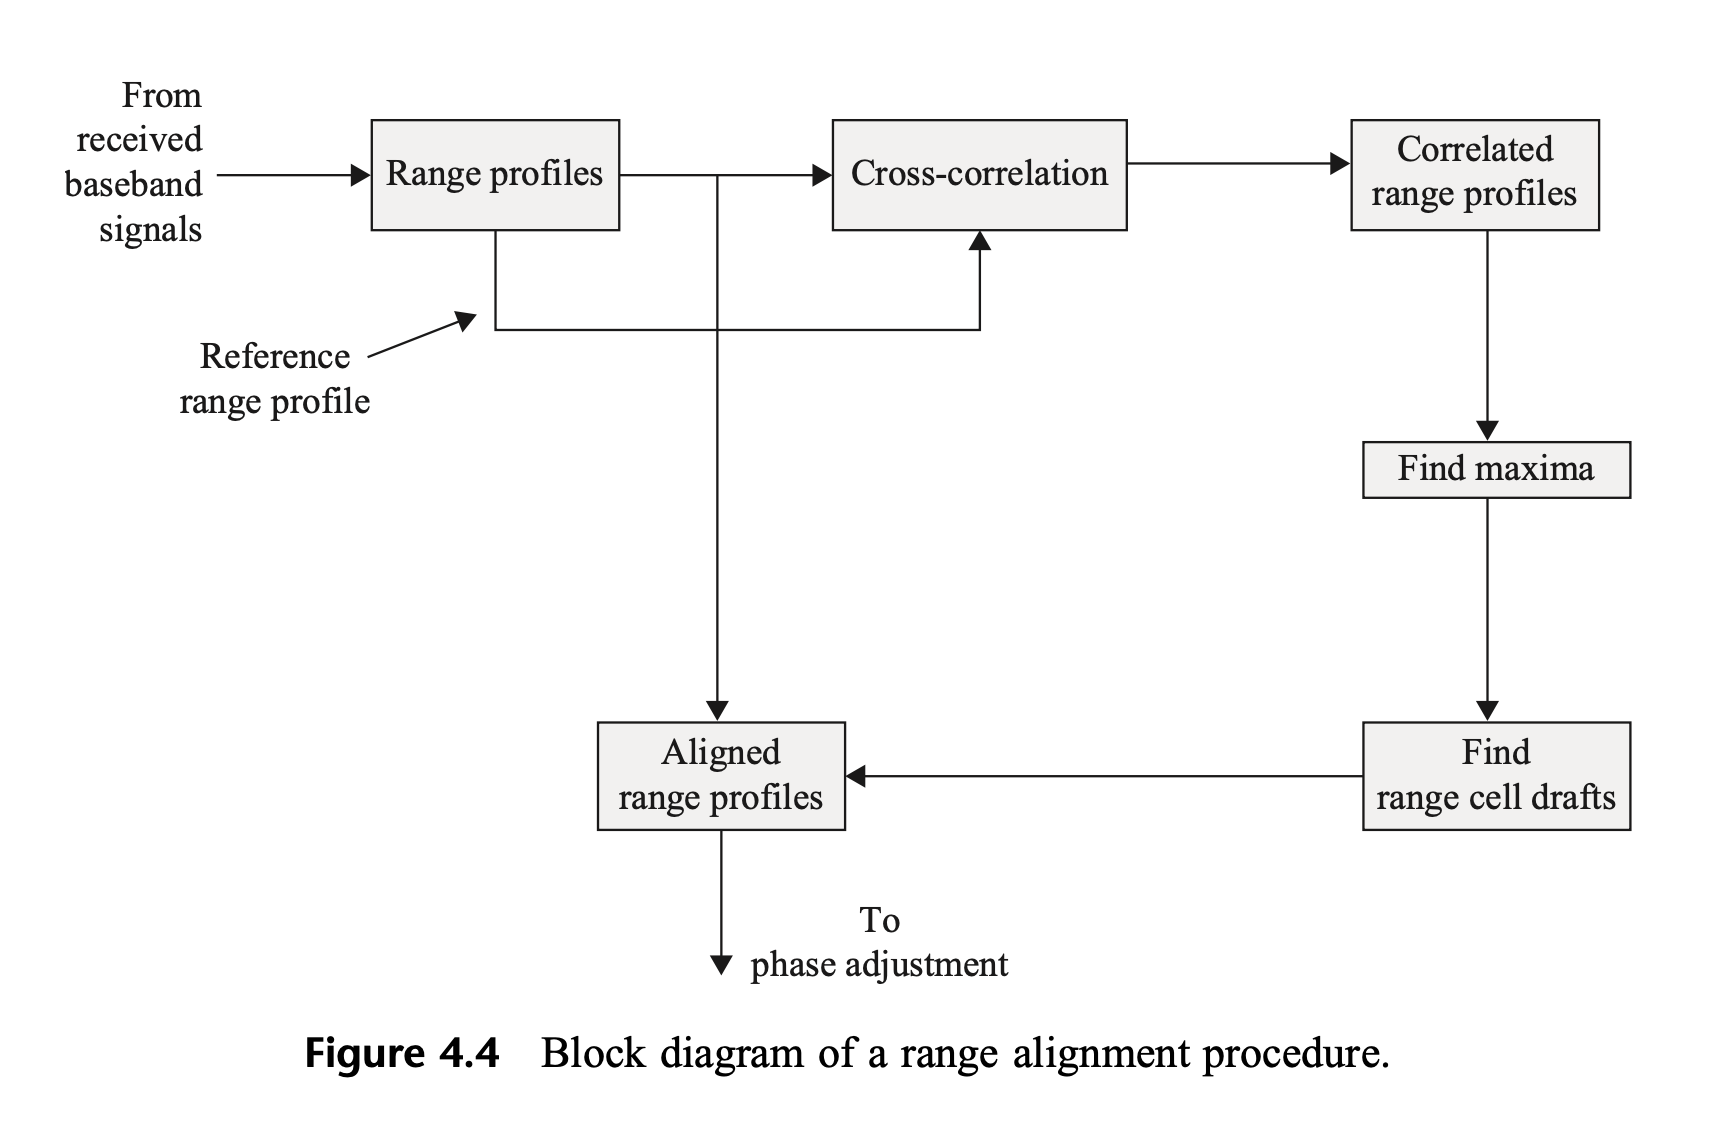 From
received
baseband
signals
Range profiles
Cross-correlation
Correlated
range profiles
Reference
range profile
Find maxima
Aligned
range profiles
Find
range cell drafts
To
phase adjustment
Figure 4.4 Block diagram of a range alignment procedure.